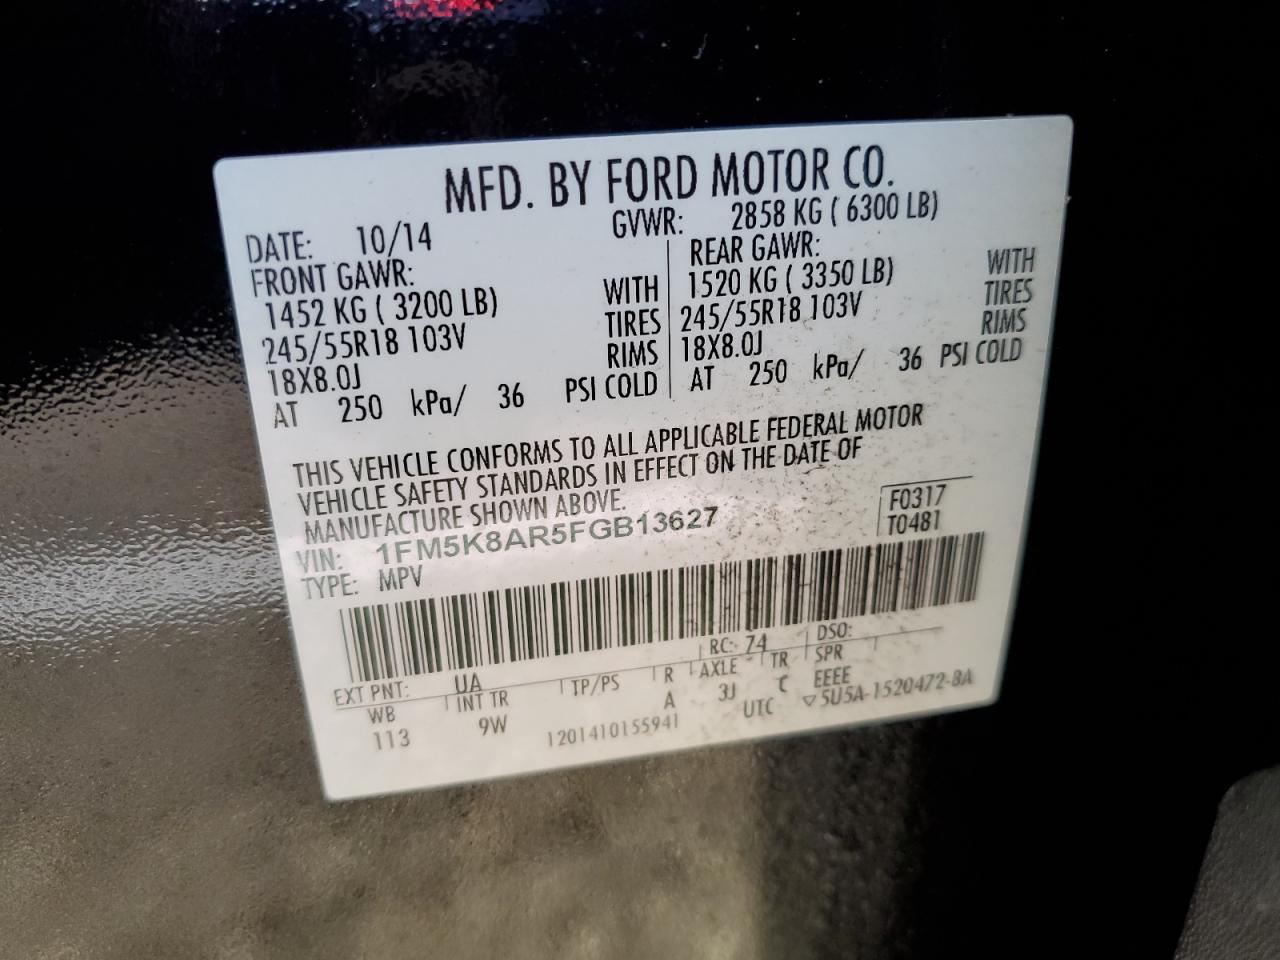 MFD. BY FORD MOTOR CO.
DATE: 10/14 GVWR: 2858 KG ( 6300 LB)
FRONT GAWR: REAR GAWR:
1452 KG ( 3200 LB) WITH 1520 KG ( 3350 LB) WITH
245/55R18 103V TIRES 245/55R18 103V TIRES
18X8.0J RIMS 18X8.0J RIMS
AT 250 kPa/ 36 PSI COLD AT 250 kPa/ 36 PSI COLD
THIS VEHICLE CONFORMS TO ALL APPLICABLE FEDERAL MOTOR
VEHICLE SAFETY STANDARDS IN EFFECT ON THE DATE OF
MANUFACTURE SHOWN ABOVE.
F0317
VIN: 1FM5K8AR5FGB13627 T0481
TYPE: MPV
EXT PNT: UA RC: 74 DSO:
WB INT TR TP/PS R AXLE TR SPR
113 9W A 3J C EEEE
1201410155941 UTC ▽5U5A-1520472-BA